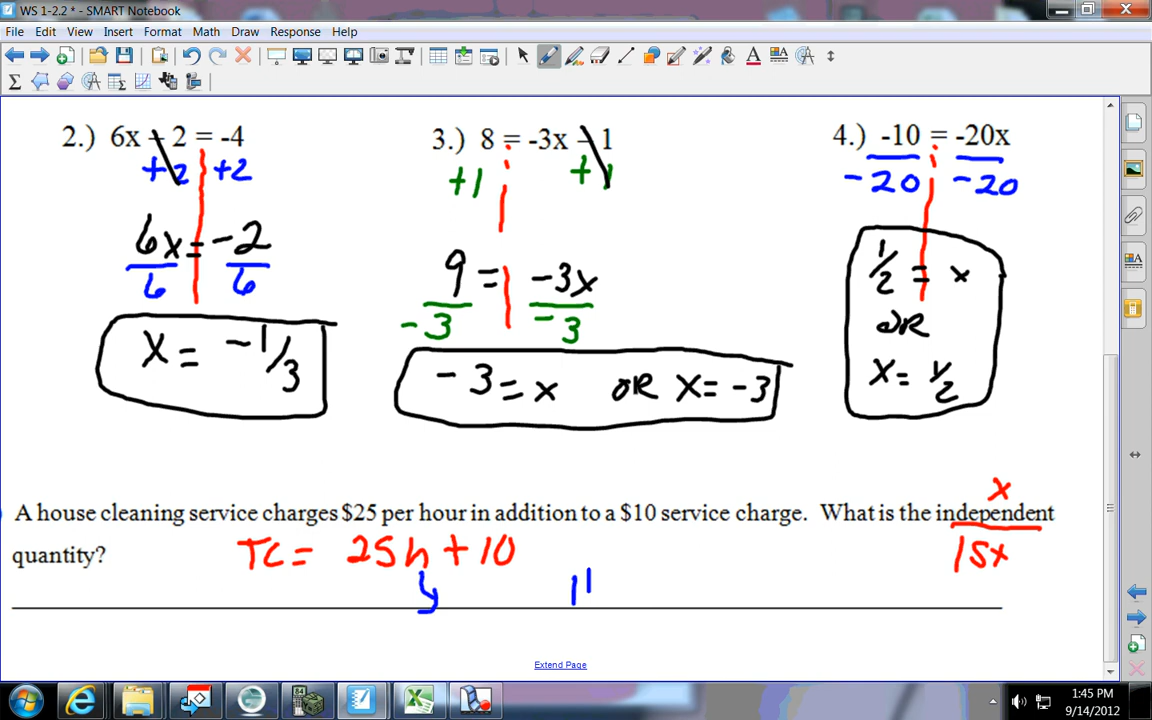 WS 1-2.2 * - SMART Notebook
File Edit View Insert Format Math Draw Response Help
2.) 6x - 2 = -4
+2 +2
6x = -2
6 6
x = -1/3
3.) 8 = -3x - 1
+1 +1
9 = -3x
-3 -3
-3 = x OR x = -3
4.) -10 = -20x
-20 -20
1/2 = x
OR
x = 1/2
x
A house cleaning service charges $25 per hour in addition to a $10 service charge. What is the independent
quantity? TC = 25h + 10 15x
Extend Page
1:45 PM
9/14/2012